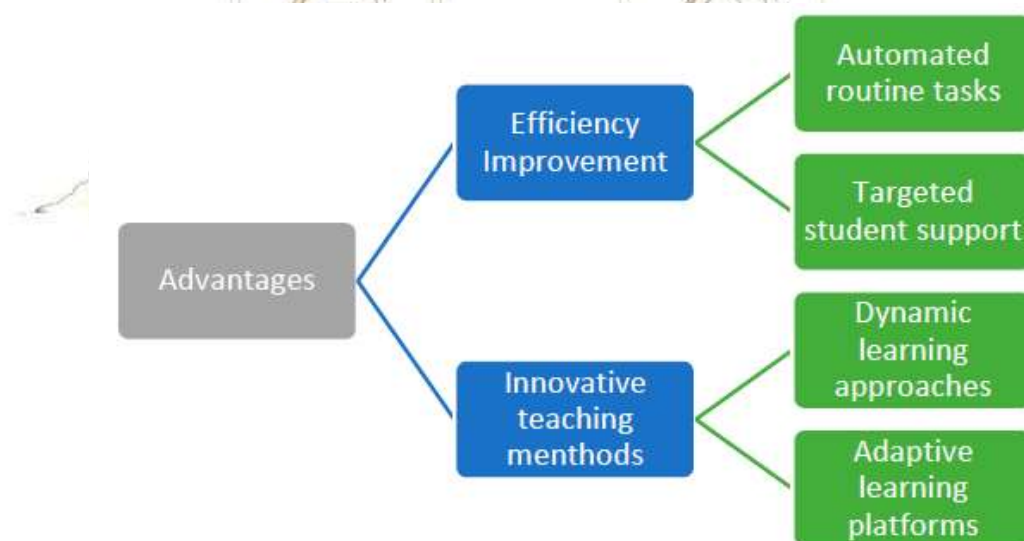 Advantages
Efficiency
Improvement
Automated
routine tasks
Targeted
student support
Innovative
teaching
menthods
Dynamic
learning
approaches
Adaptive
learning
platforms